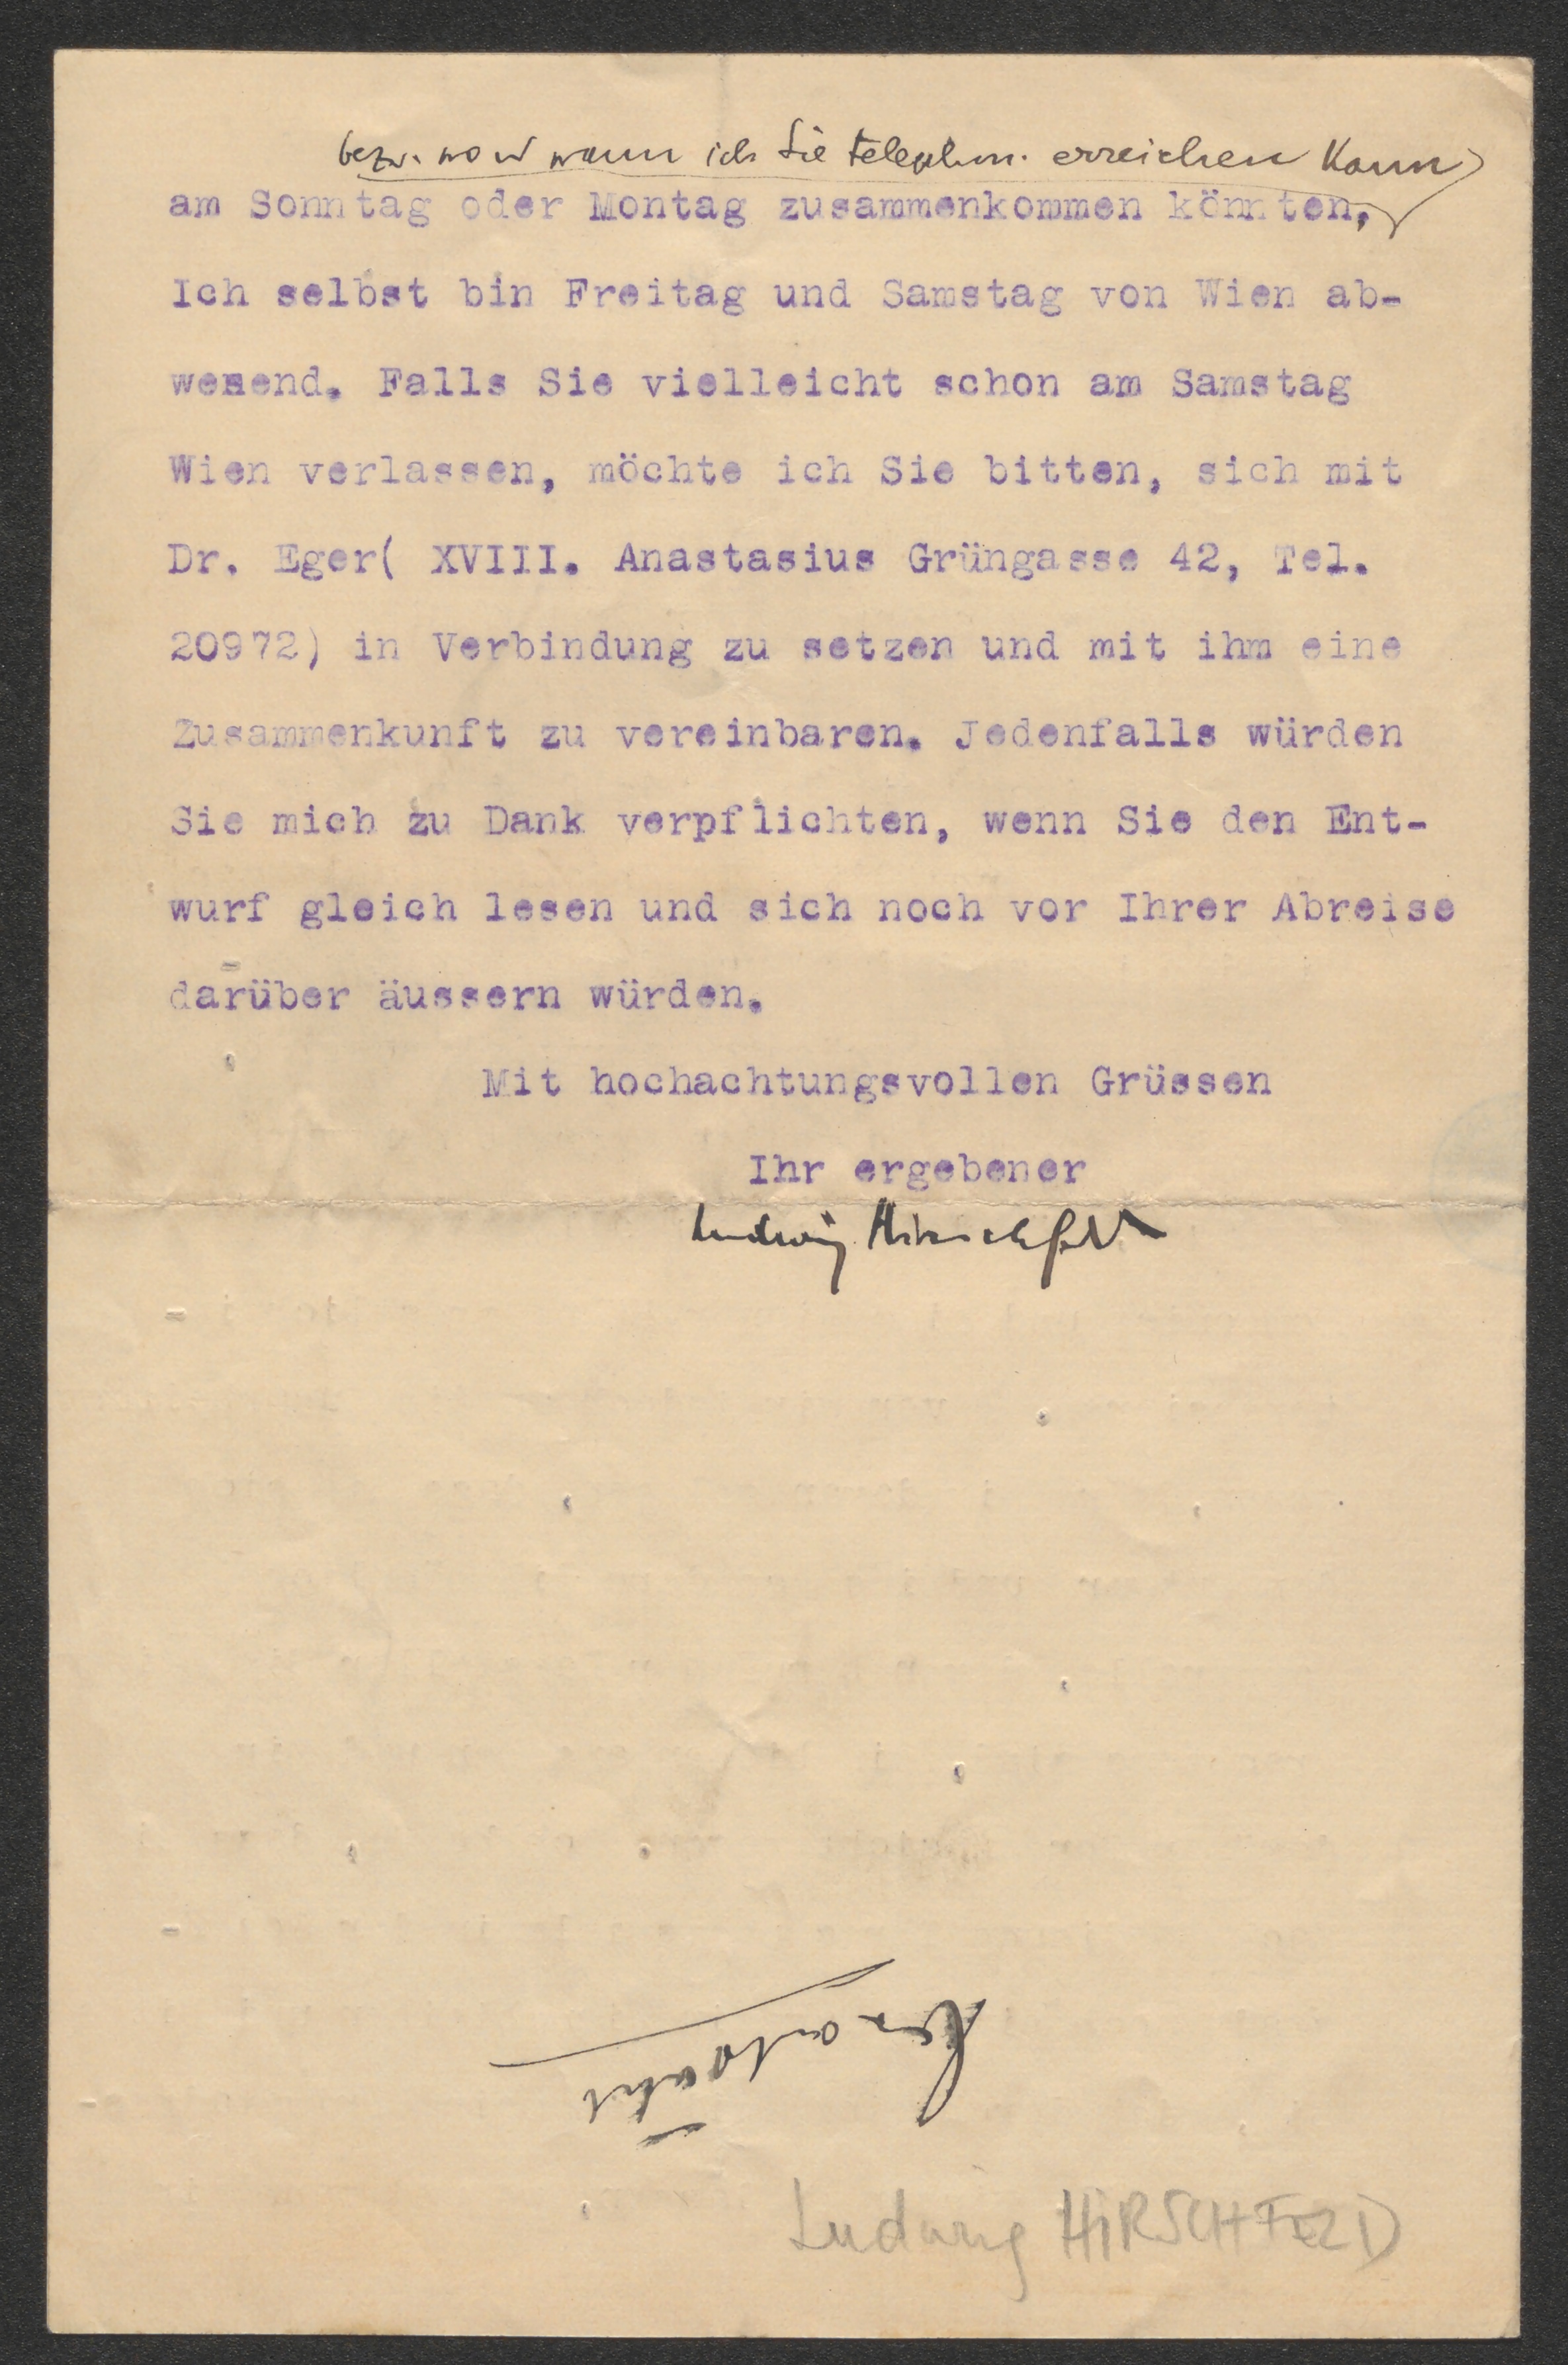 bezw. wo u wann ich Sie telephon. erreichen kann
am Sonntag oder Montag zusammenkommen könnten,
Ich selbst bin Freitag und Samstag von Wien ab-
wesend. Falls Sie vielleicht schon am Samstag
Wien verlassen, möchte ich Sie bitten, sich mit
Dr. Eger( XVIII. Anastasius Grüngasse 42, Tel.
20972) in Verbindung zu setzen und mit ihm eine
Zusammenkunft zu vereinbaren. Jedenfalls würden
Sie mich zu Dank verpflichten, wenn Sie den Ent-
wurf gleich lesen und sich noch vor Ihrer Abreise
darüber äussern würden.
Mit hochachtungsvollen Grüssen
Ihr ergebener
Ludwig Hirschfeld
Ludwig HIRSCHFELD